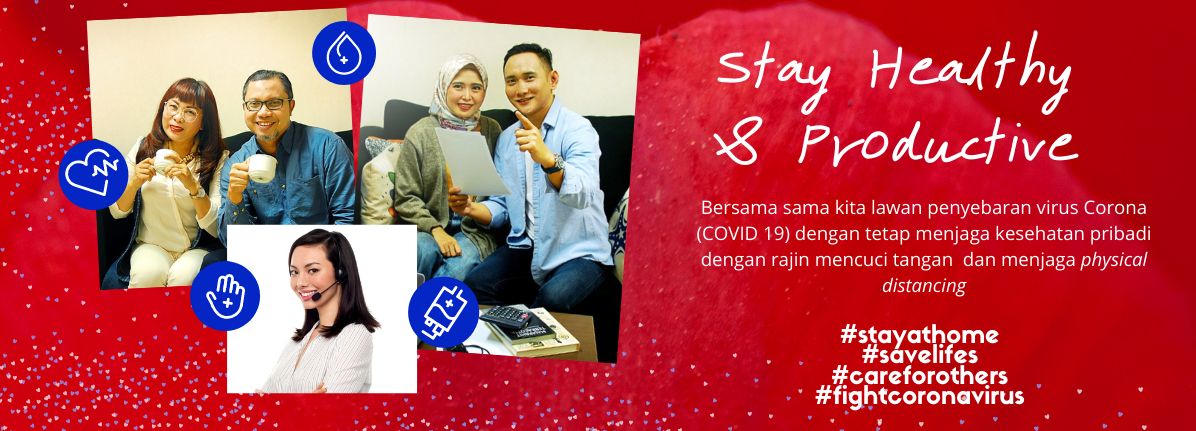 Stay Healthy
& Productive
Bersama sama kita lawan penyebaran virus Corona
(COVID 19) dengan tetap menjaga kesehatan pribadi
dengan rajin mencuci tangan dan menjaga physical
distancing
#stayathome
#savelifes
#careforothers
#fightcoronavirus